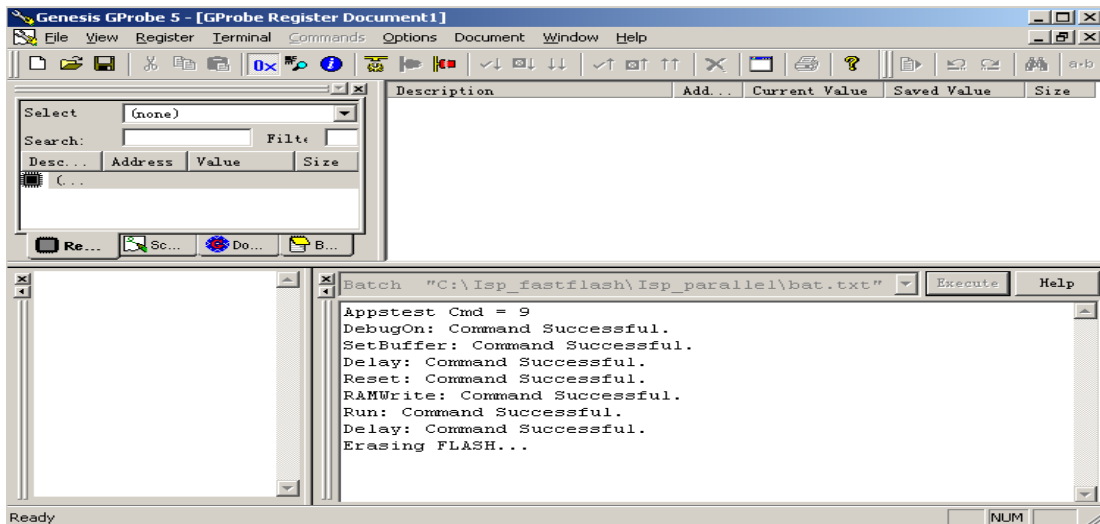 Genesis GProbe 5 - [GProbe Register Document1]
File View Register Terminal Commands Options Document Window Help
0x
a·b
Description Add... Current Value Saved Value Size
Select (none)
Search: Filte
Desc... Address Value Size
(...
Re... Sc... Do... B...
Batch "C:\Isp_fastflash\Isp_parallel\bat.txt" Execute Help
Appstest Cmd = 9
DebugOn: Command Successful.
SetBuffer: Command Successful.
Delay: Command Successful.
Reset: Command Successful.
RAMWrite: Command Successful.
Run: Command Successful.
Delay: Command Successful.
Erasing FLASH...
Ready NUM